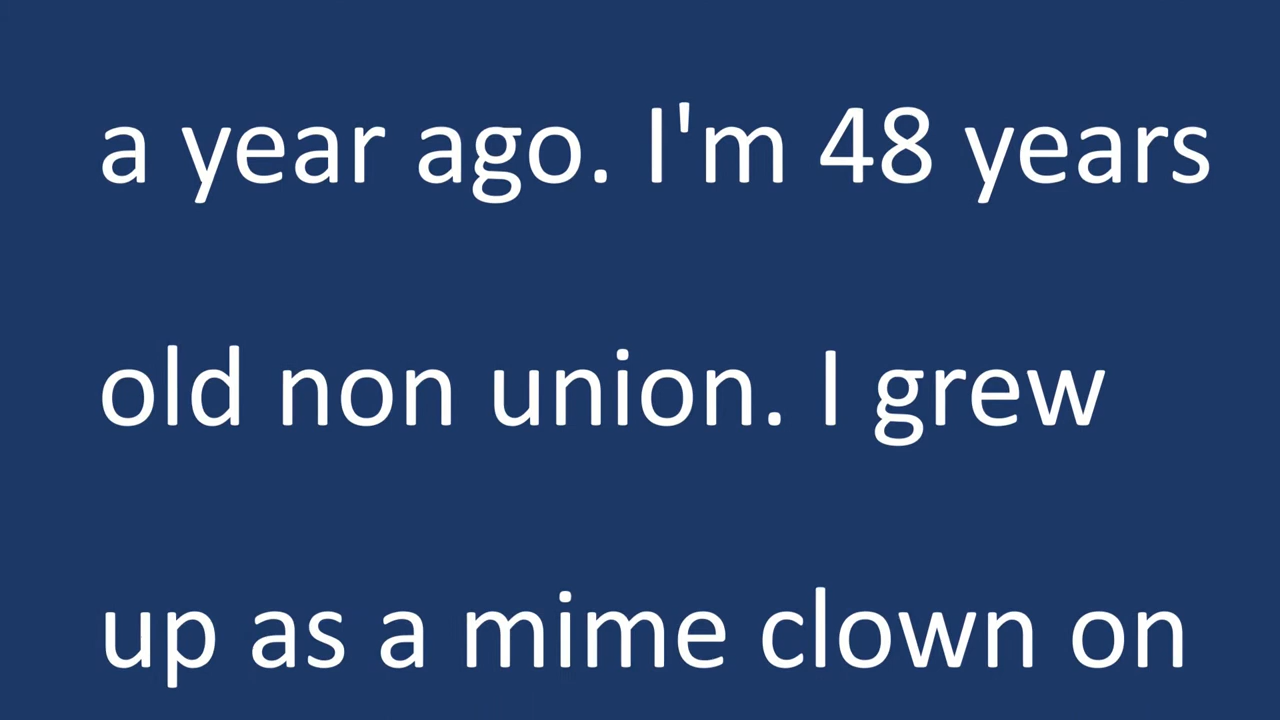 a year ago. I'm 48 years
old non union. I grew
up as a mime clown on